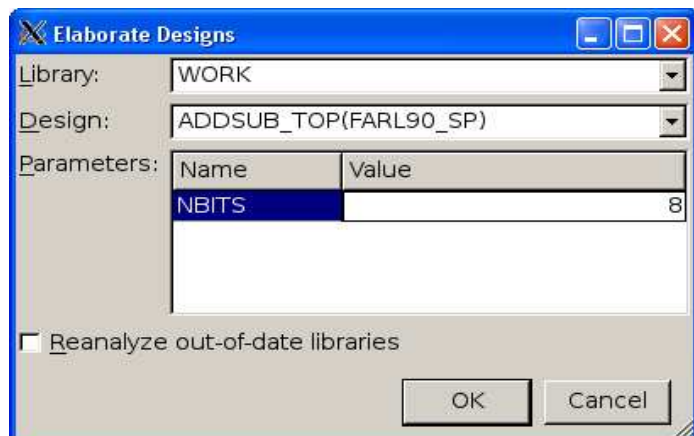 Elaborate Designs
Library: WORK
Design: ADDSUB_TOP(FARL90_SP)
Parameters: Name Value
NBITS 8
Reanalyze out-of-date libraries
OK Cancel